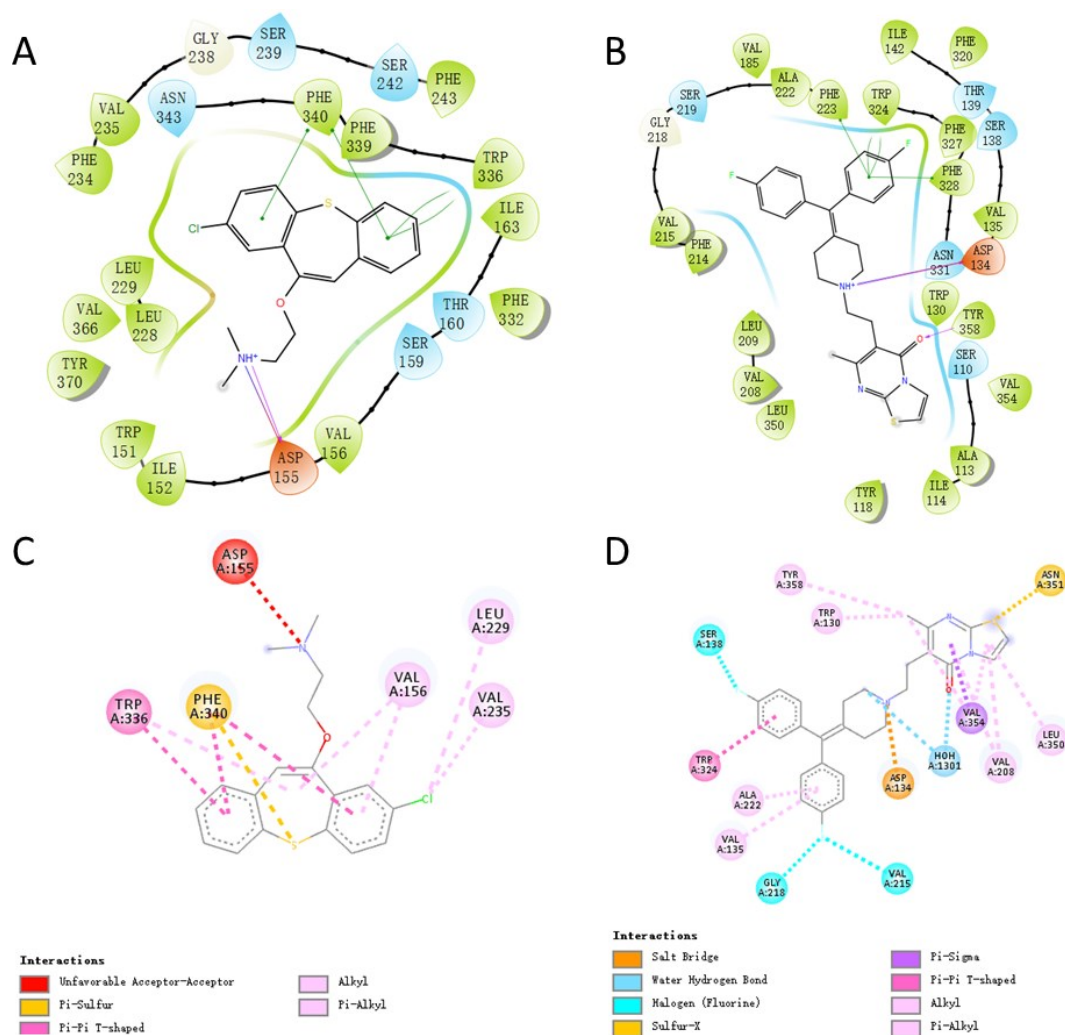 A
GLY
238
SER
239
SER
242
PHE
243
ASN
343
PHE
340
PHE
339
VAL
235
PHE
234
TRP
336
ILE
163
S
Cl
LEU
229
VAL
366
LEU
228
TYR
370
O
THR
160
PHE
332
SER
159
NH+
TRP
151
ILE
152
ASP
155
VAL
156
B
ILE
142
PHE
320
VAL
185
ALA
222
PHE
223
TRP
324
THR
139
SER
219
GLY
218
PHE
327
SER
138
F
F
PHE
328
VAL
215
PHE
214
VAL
135
ASN
331
ASP
134
NH+
TRP
130
TYR
358
LEU
209
VAL
208
LEU
350
O
N
N
S
SER
110
VAL
354
ALA
113
ILE
114
TYR
118
C
ASP
A:155
LEU
A:229
N
VAL
A:156
VAL
A:235
TRP
A:336
PHE
A:340
O
Cl
S
Interactions
Unfavorable Acceptor-Acceptor
Pi-Sulfur
Pi-Pi T-shaped
Alkyl
Pi-Alkyl
D
TYR
A:358
ASN
A:351
TRP
A:130
SER
A:138
N
N
O
VAL
A:354
LEU
A:350
TRP
A:324
HOH
A:1301
VAL
A:208
ASP
A:134
ALA
A:222
VAL
A:135
GLY
A:218
VAL
A:215
Interactions
Salt Bridge
Water Hydrogen Bond
Halogen (Fluorine)
Sulfur-X
Pi-Sigma
Pi-Pi T-shaped
Alkyl
Pi-Alkyl